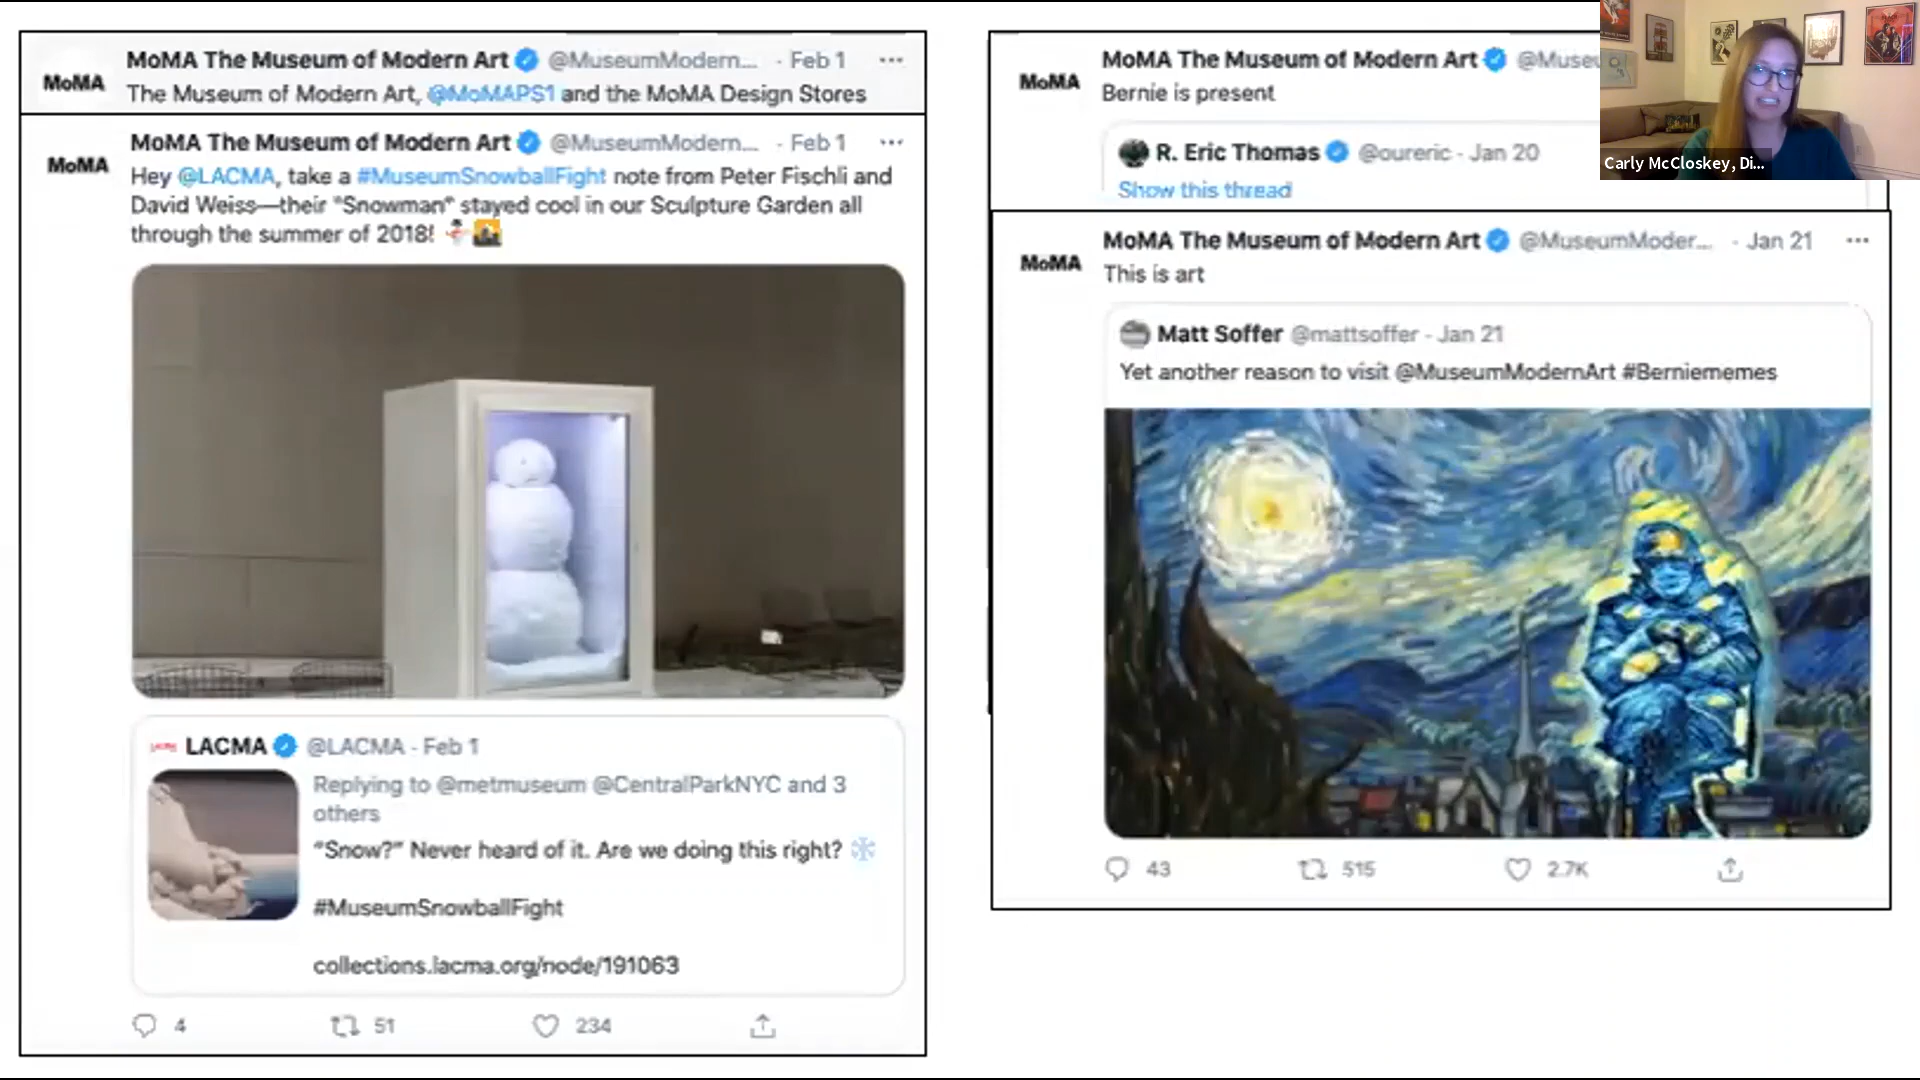 MoMA The Museum of Modern Art @MuseumModern... · Feb 1 ...
MoMA
The Museum of Modern Art, @MoMAPS1 and the MoMA Design Stores
MoMA The Museum of Modern Art @MuseumModern... · Feb 1 ...
MoMA
Hey @LACMA, take a #MuseumSnowballFight note from Peter Fischli and
David Weiss—their "Snowman" stayed cool in our Sculpture Garden all
through the summer of 2018!
LACMA @LACMA · Feb 1
Replying to @metmuseum @CentralParkNYC and 3
others
"Snow?" Never heard of it. Are we doing this right?
#MuseumSnowballFight
collections.lacma.org/node/191063
4 51 234
MoMA The Museum of Modern Art @Museu
MoMA
Bernie is present
R. Eric Thomas @oureric · Jan 20
Show this thread
MoMA The Museum of Modern Art @MuseumModer... · Jan 21 ...
MoMA
This is art
Matt Soffer @mattsoffer · Jan 21
Yet another reason to visit @MuseumModernArt #Berniememes
43 515 2.7K
Carly McCloskey, Di...